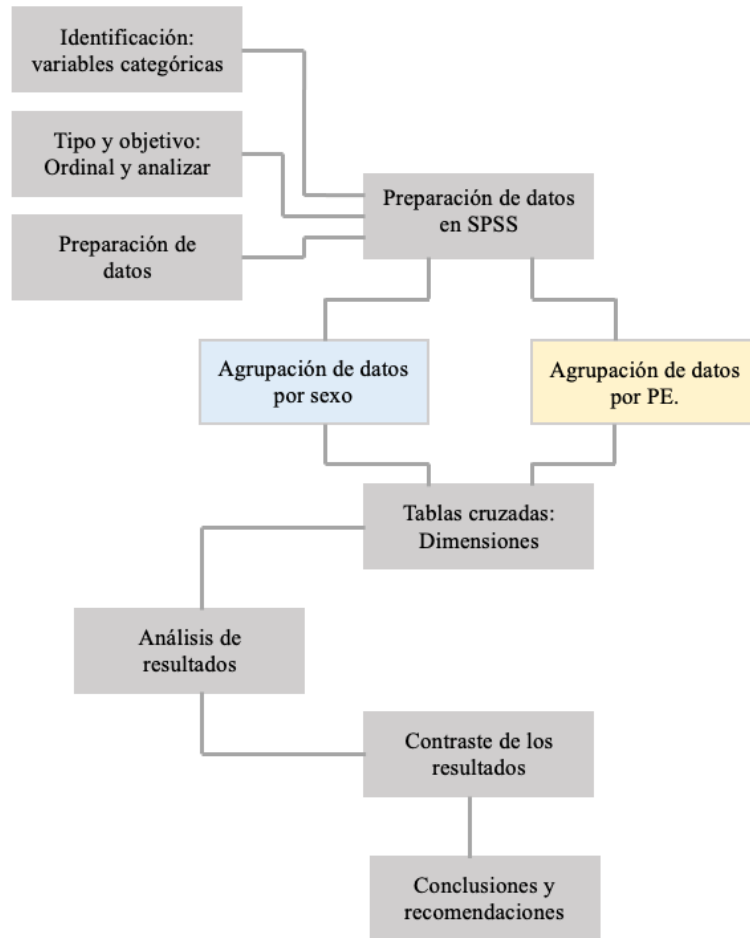 Identificación:
variables categóricas
Tipo y objetivo:
Ordinal y analizar
Preparación de
datos
Preparación de datos
en SPSS
Agrupación de datos
por sexo
Agrupación de datos
por PE.
Tablas cruzadas:
Dimensiones
Análisis de
resultados
Contraste de los
resultados
Conclusiones y
recomendaciones